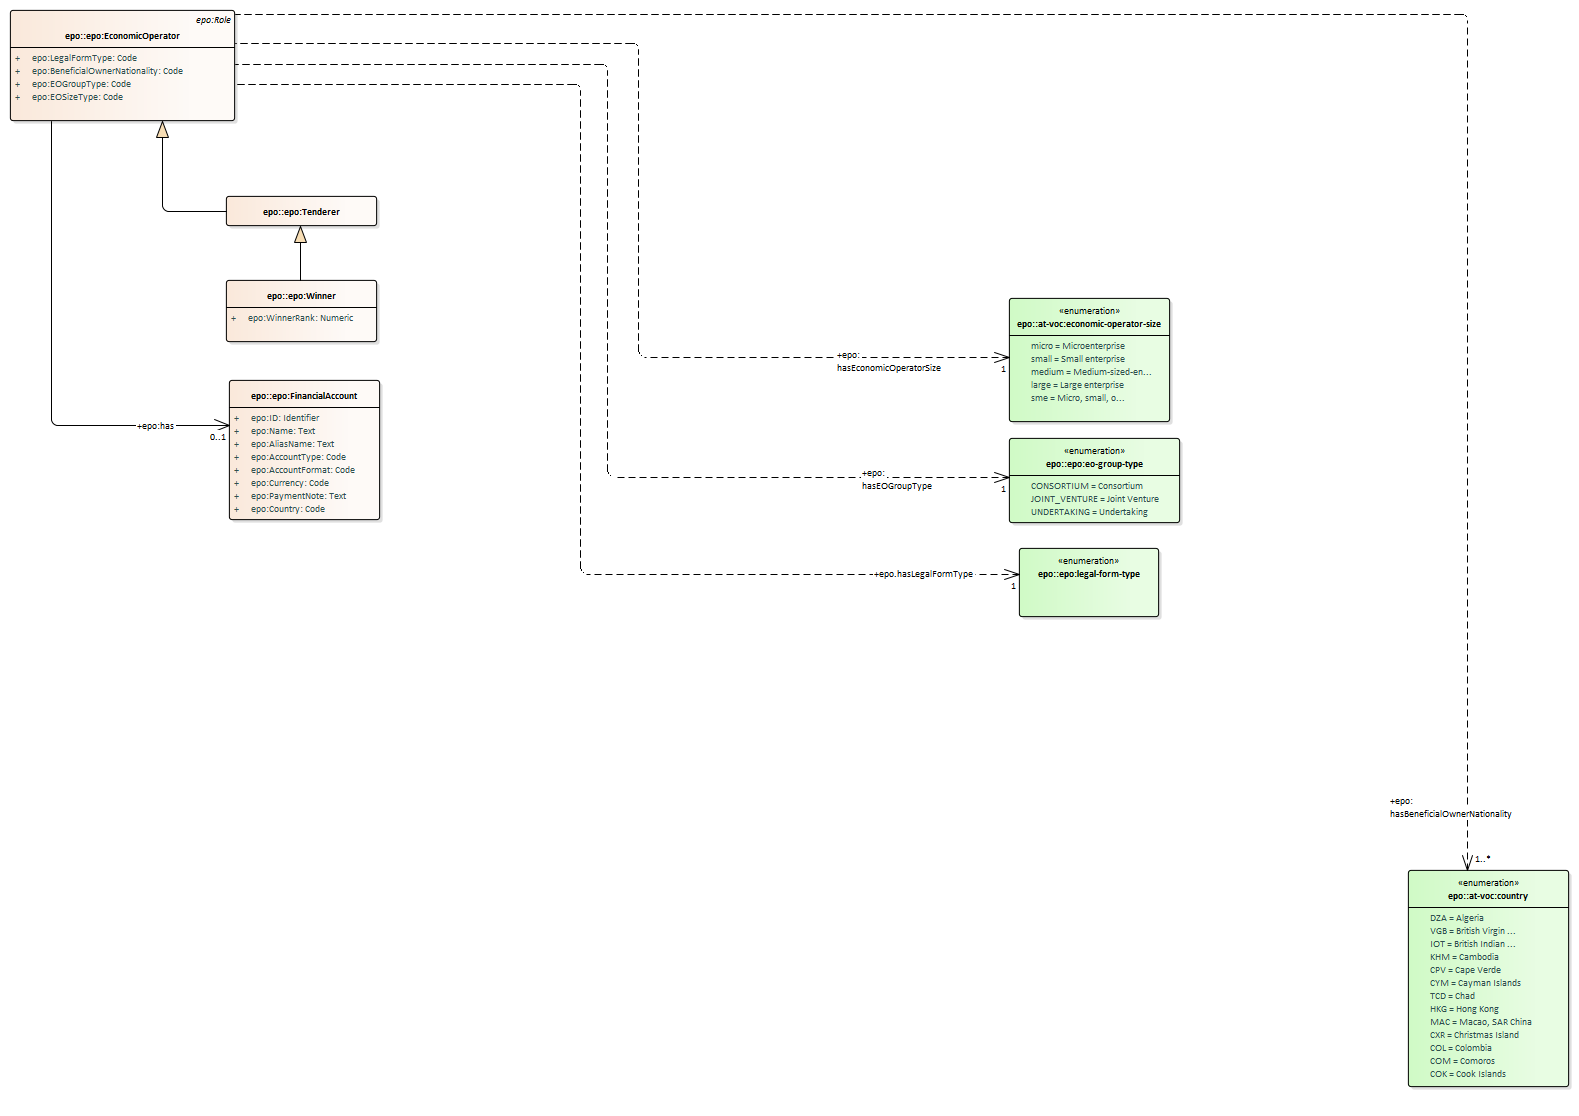 epo:Role
epo::epo:EconomicOperator
+ epo:LegalFormType: Code
+ epo:BeneficialOwnerNationality: Code
+ epo:EOGroupType: Code
+ epo:EOSizeType: Code
epo::epo:Tenderer
epo::epo:Winner
+ epo:WinnerRank: Numeric
epo::epo:FinancialAccount
+ epo:ID: Identifier
+ epo:Name: Text
+ epo:AliasName: Text
+ epo:AccountType: Code
+ epo:AccountFormat: Code
+ epo:Currency: Code
+ epo:PaymentNote: Text
+ epo:Country: Code
+epo:has
0..1
«enumeration»
epo::at-voc:economic-operator-size
micro = Microenterprise
small = Small enterprise
medium = Medium-sized-en...
large = Large enterprise
sme = Micro, small, o...
+epo:
hasEconomicOperatorSize
1
«enumeration»
epo::epo:eo-group-type
CONSORTIUM = Consortium
JOINT_VENTURE = Joint Venture
UNDERTAKING = Undertaking
+epo:
hasEOGroupType
1
«enumeration»
epo::epo:legal-form-type
+epo.hasLegalFormType
1
+epo:
hasBeneficialOwnerNationality
1..*
«enumeration»
epo::at-voc:country
DZA = Algeria
VGB = British Virgin ...
IOT = British Indian ...
KHM = Cambodia
CPV = Cape Verde
CYM = Cayman Islands
TCD = Chad
HKG = Hong Kong
MAC = Macao, SAR China
CXR = Christmas Island
COL = Colombia
COM = Comoros
COK = Cook Islands